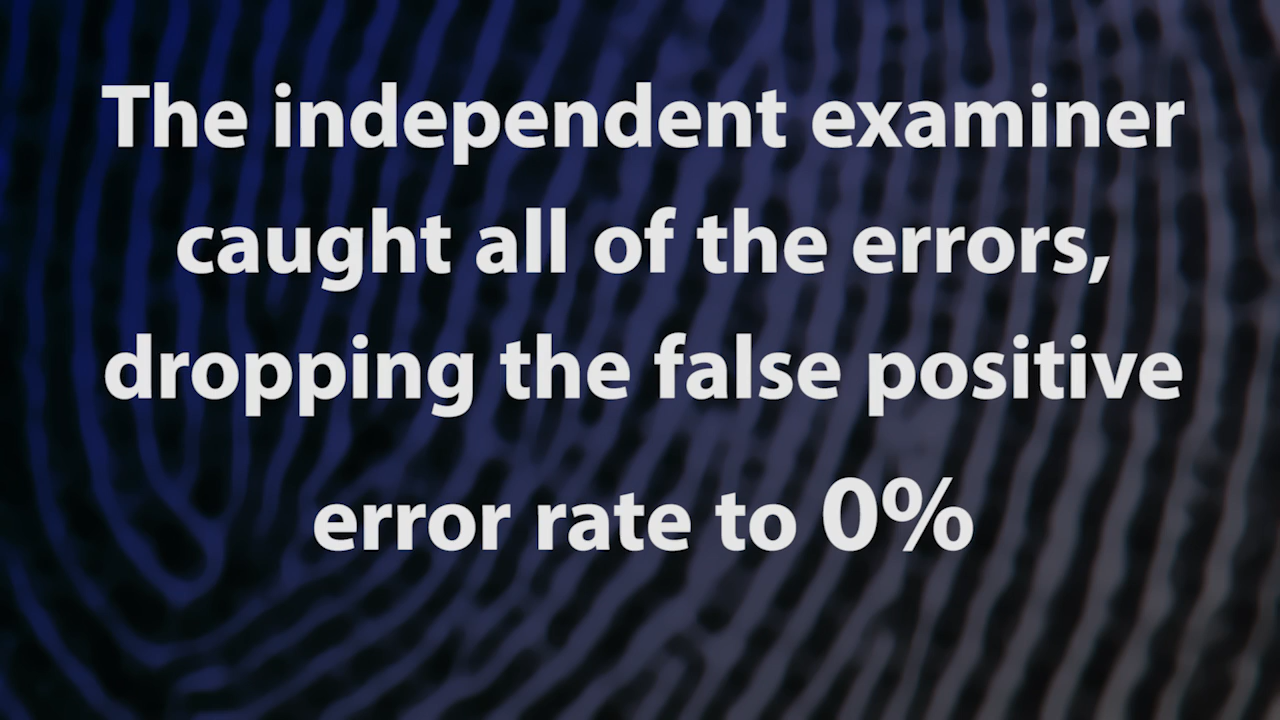 The independent examiner
caught all of the errors,
dropping the false positive
error rate to 0%